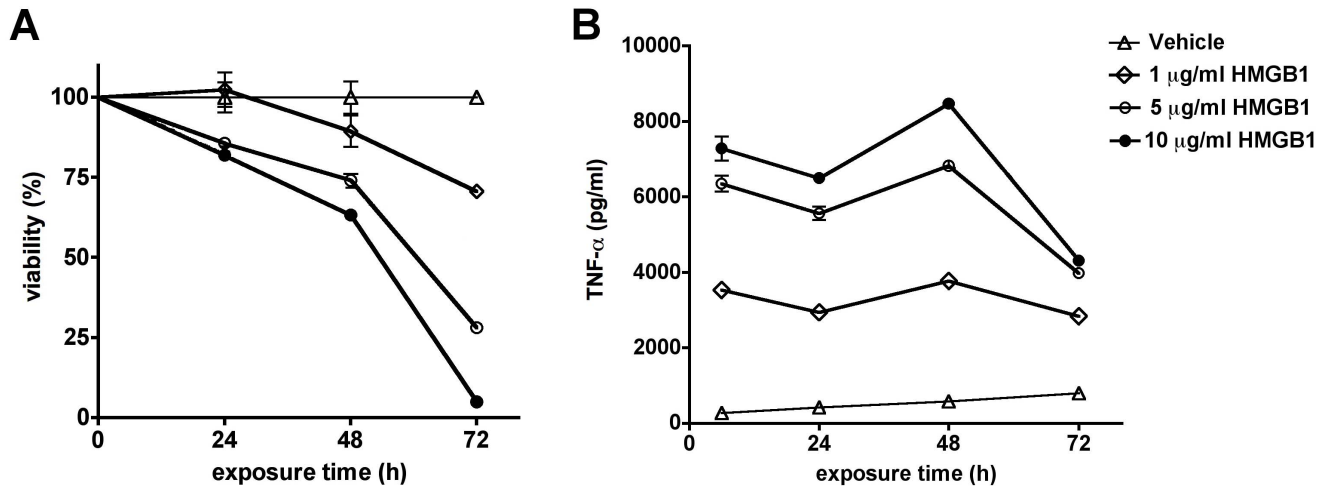 A
viability (%)
100
75
50
25
0
0 24 48 72
exposure time (h)
B
TNF-α (pg/ml)
10000
8000
6000
4000
2000
0
0 24 48 72
exposure time (h)
Vehicle
1 μg/ml HMGB1
5 μg/ml HMGB1
10 μg/ml HMGB1